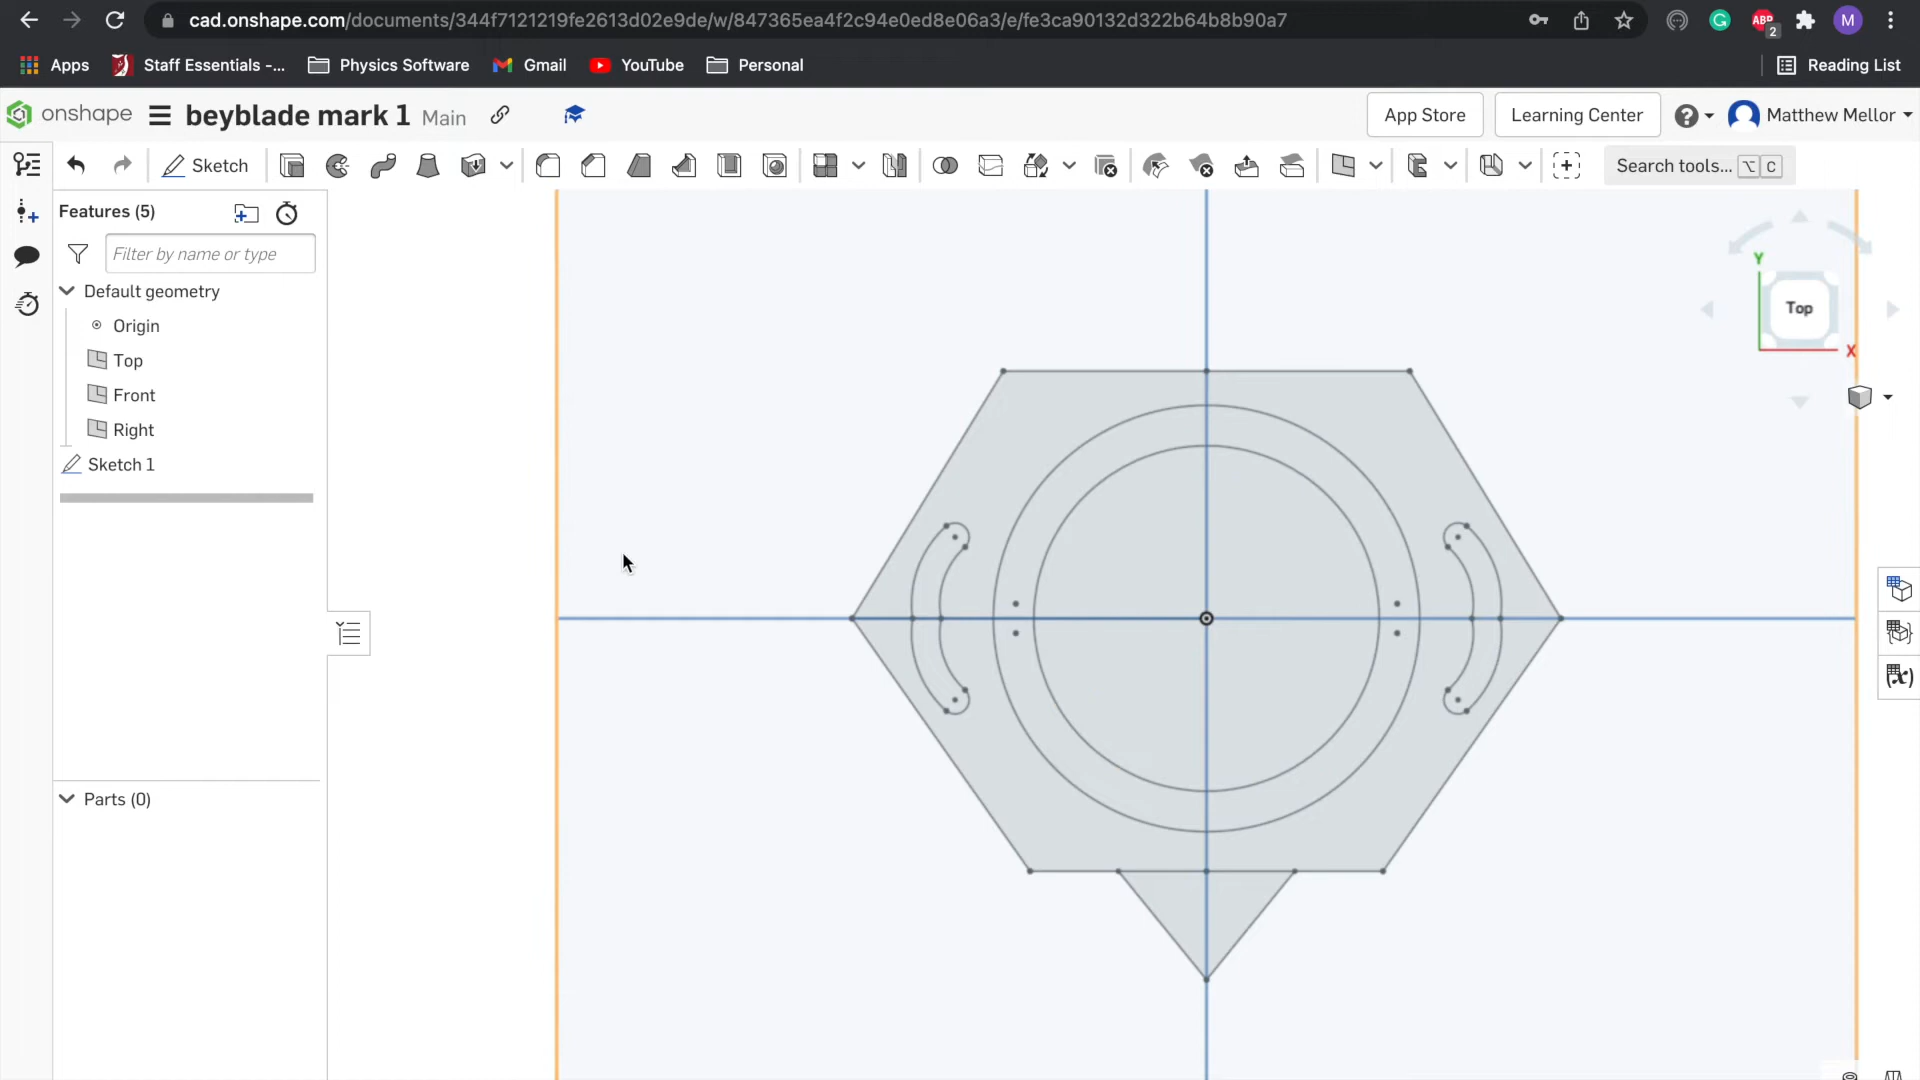 cad.onshape.com/documents/344f7121219fe2613d02e9de/w/847365ea4f2c94e0ed8e06a3/e/fe3ca90132d322b64b8b90a7
ABP
2
M
Apps
Staff Essentials -...
Physics Software
Gmail
YouTube
Personal
Reading List
onshape
beyblade mark 1 Main
App Store
Learning Center
Matthew Mellor
Sketch
Search tools... ⌥ C
Features (5)
Filter by name or type
Default geometry
Origin
Top
Front
Right
Sketch 1
Parts (0)
Y
Top
X
(x)